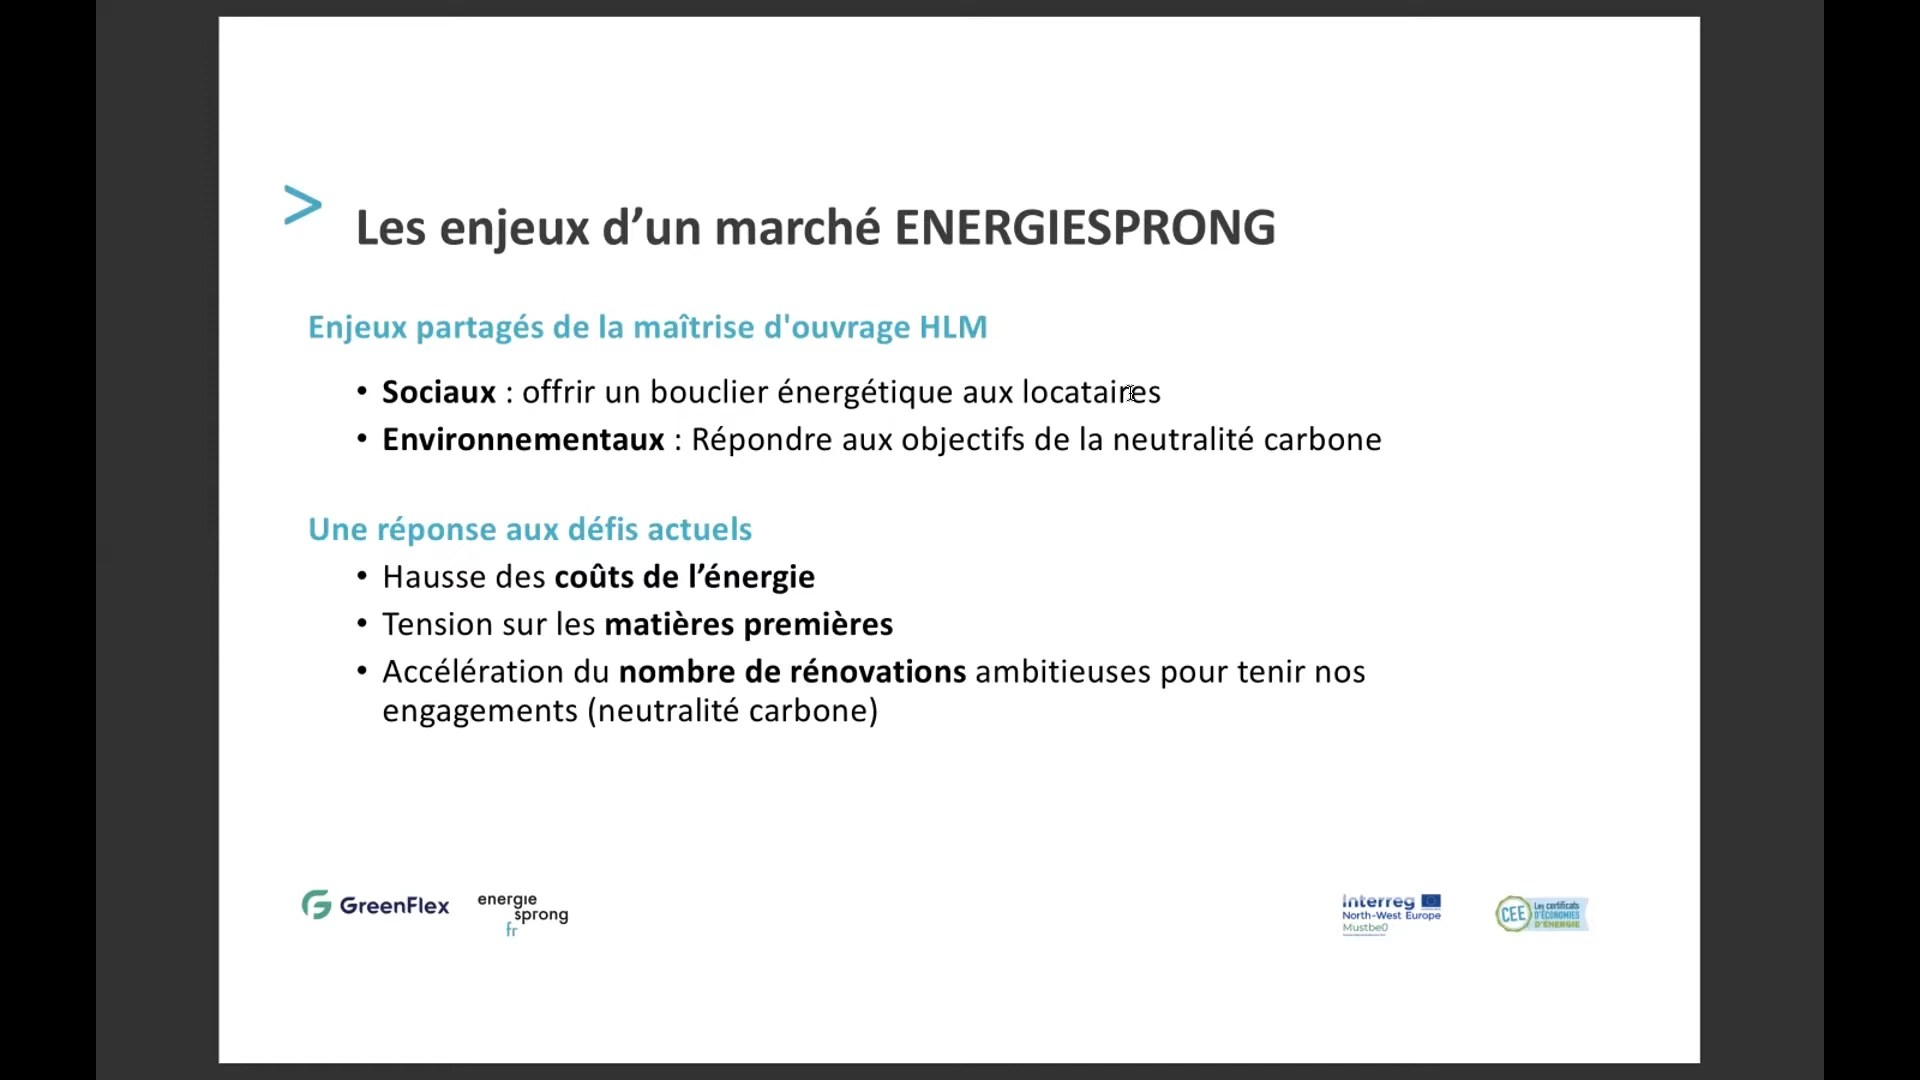 > Les enjeux d’un marché ENERGIESPRONG
Enjeux partagés de la maîtrise d'ouvrage HLM
• Sociaux : offrir un bouclier énergétique aux locataires
• Environnementaux : Répondre aux objectifs de la neutralité carbone
Une réponse aux défis actuels
• Hausse des coûts de l’énergie
• Tension sur les matières premières
• Accélération du nombre de rénovations ambitieuses pour tenir nos
engagements (neutralité carbone)
GreenFlex
energie
sprong
fr
Interreg
North-West Europe
Mustbe0
CEE
Les certificats
D'ÉCONOMIES
D'ÉNERGIE